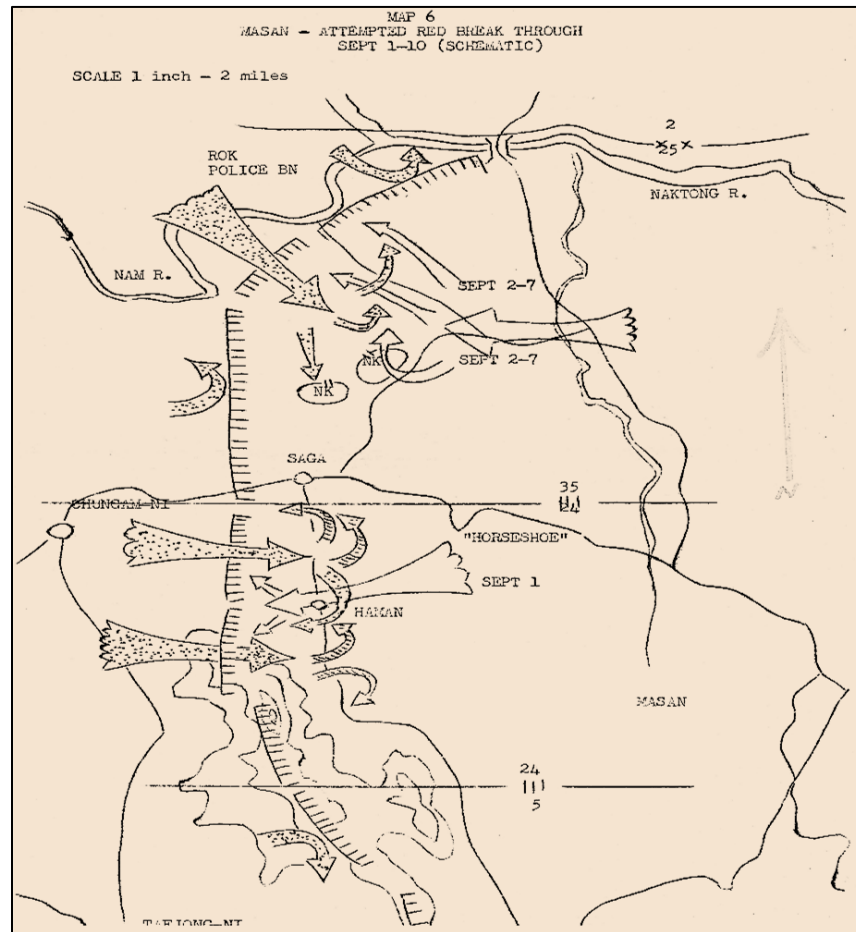 MAP 6
MASAN - ATTEMPTED RED BREAK THROUGH
SEPT 1-10 (SCHEMATIC)
SCALE 1 inch - 2 miles
2
25
ROK
POLICE BN
NAKTONG R.
NAM R.
SEPT 2-7
SEPT 2-7
NK
NK
SAGA
35
24
CHUNGAM-NI
"HORSESHOE"
SEPT 1
HAMAN
MASAN
24
5
N
TAEJONG-NI